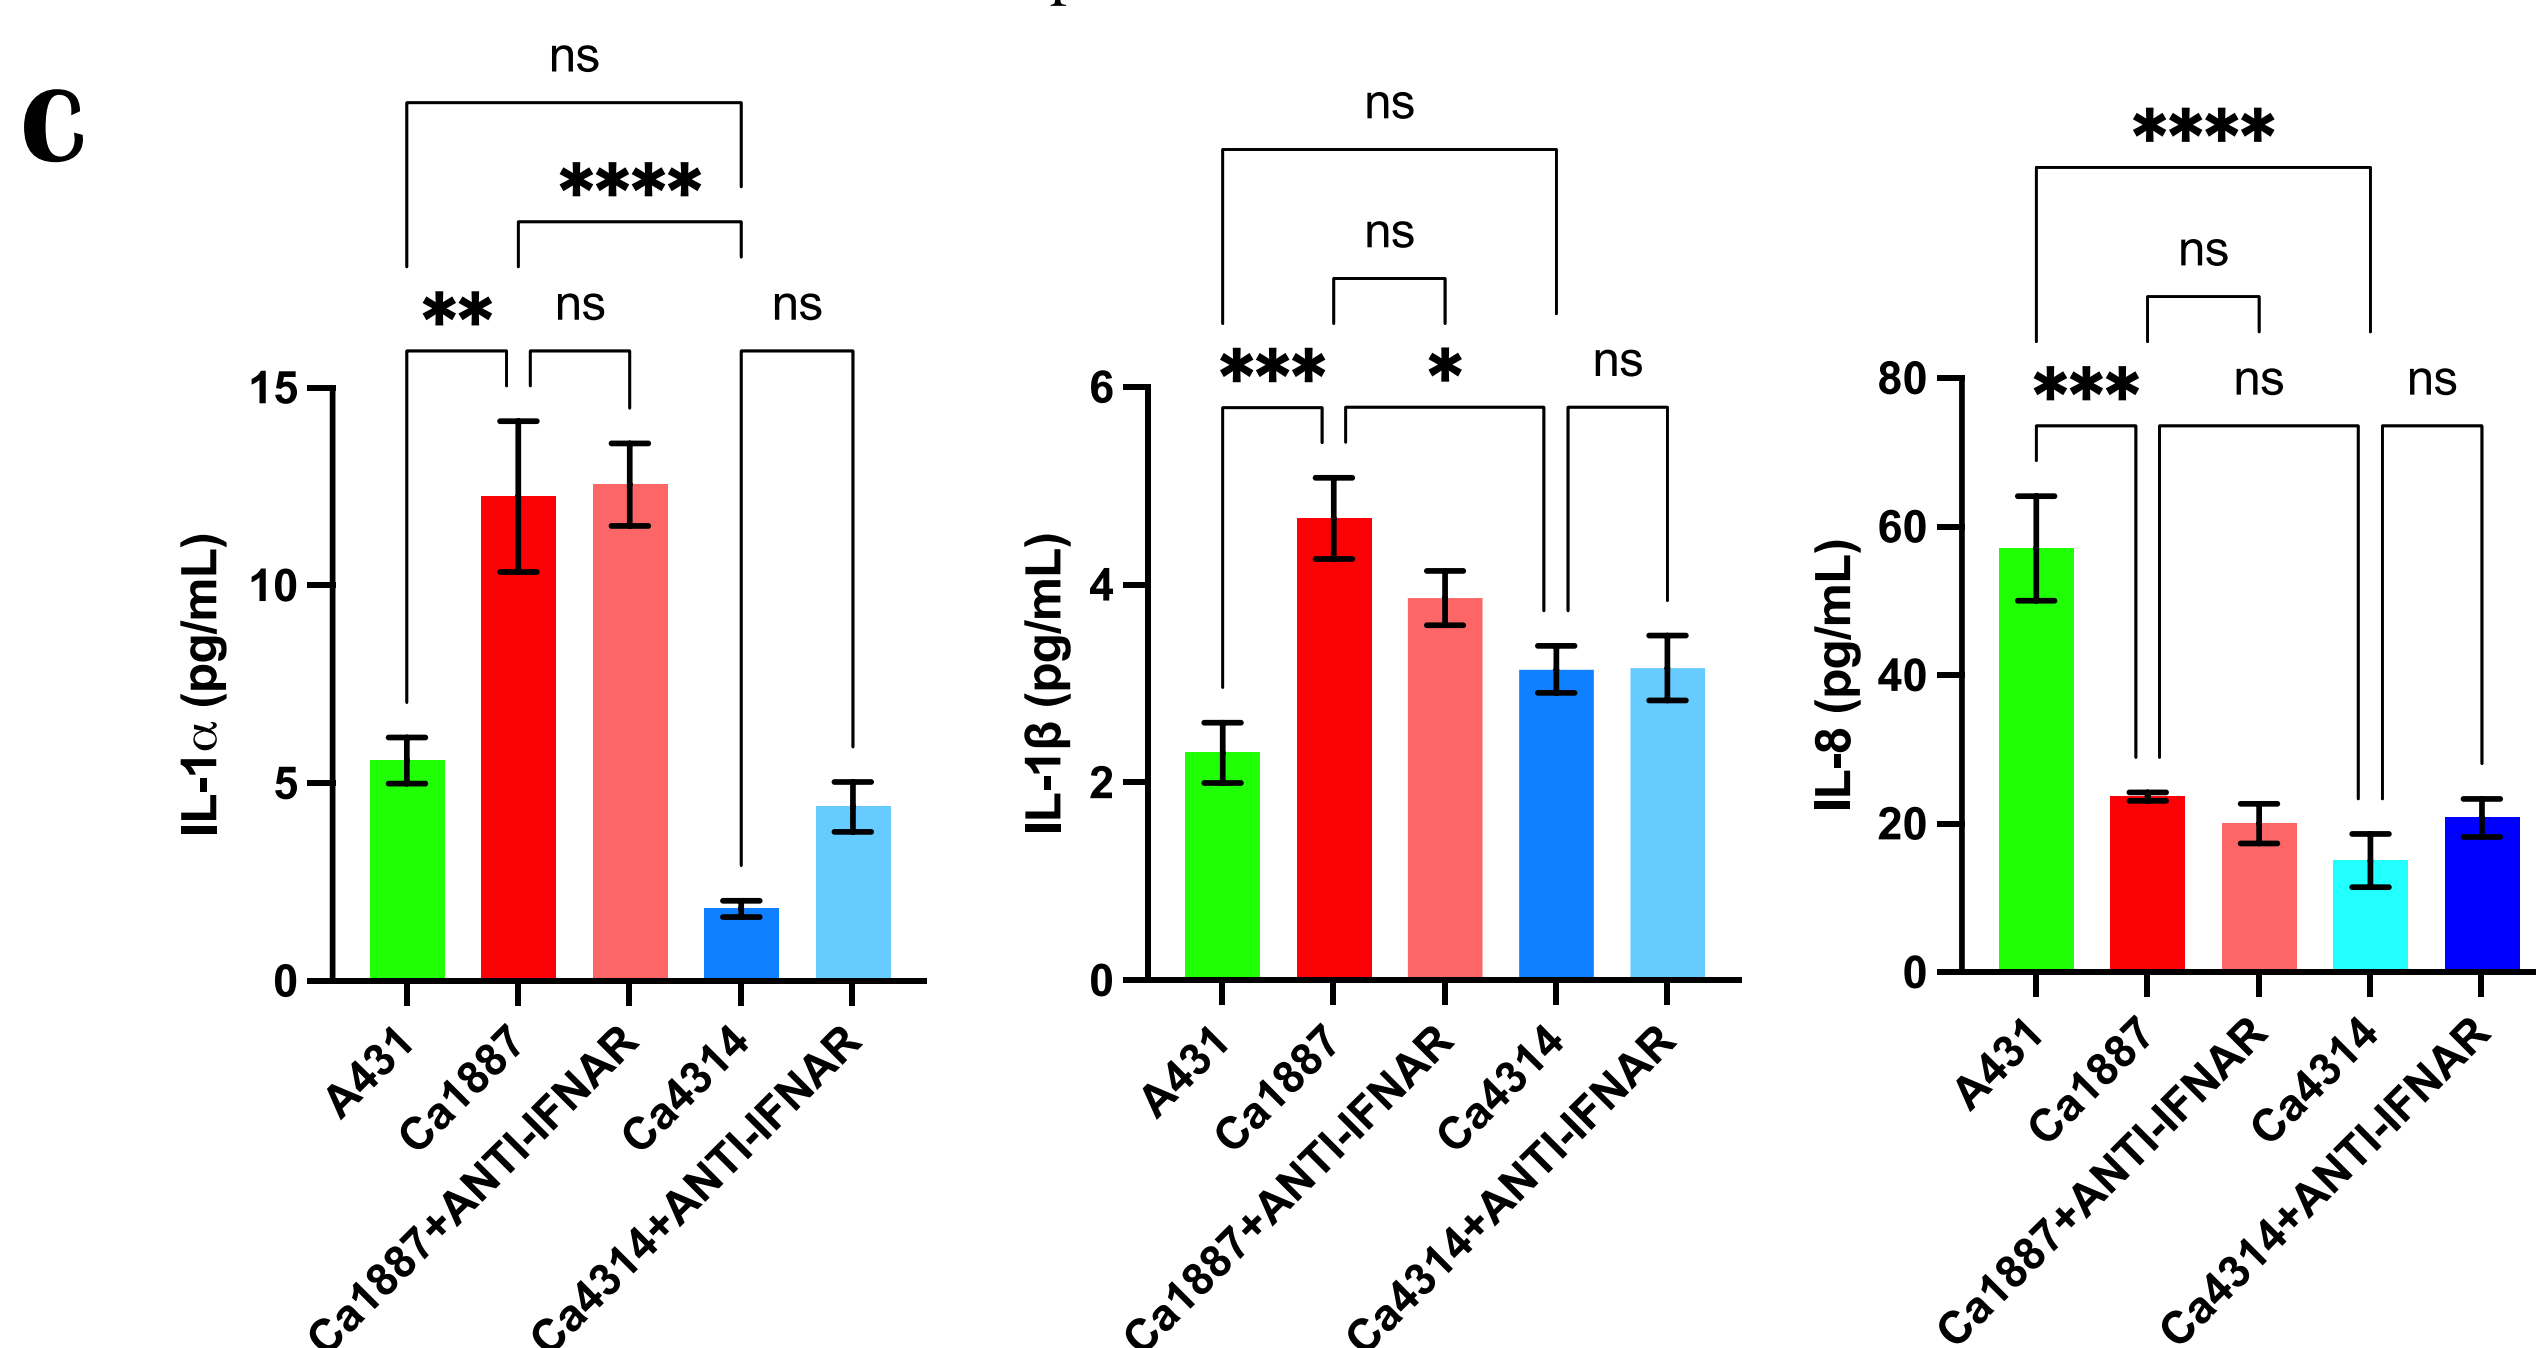 c
ns
****
**
ns
ns
15
10
5
0
IL-1α (pg/mL)
A431
Ca1887
Ca1887+ANTI-IFNAR
Ca4314
Ca4314+ANTI-IFNAR
ns
ns
***
*
ns
6
4
2
0
IL-1β (pg/mL)
A431
Ca1887
Ca1887+ANTI-IFNAR
Ca4314
Ca4314+ANTI-IFNAR
****
ns
***
ns
ns
80
60
40
20
0
IL-8 (pg/mL)
A431
Ca1887
Ca1887+ANTI-IFNAR
Ca4314
Ca4314+ANTI-IFNAR